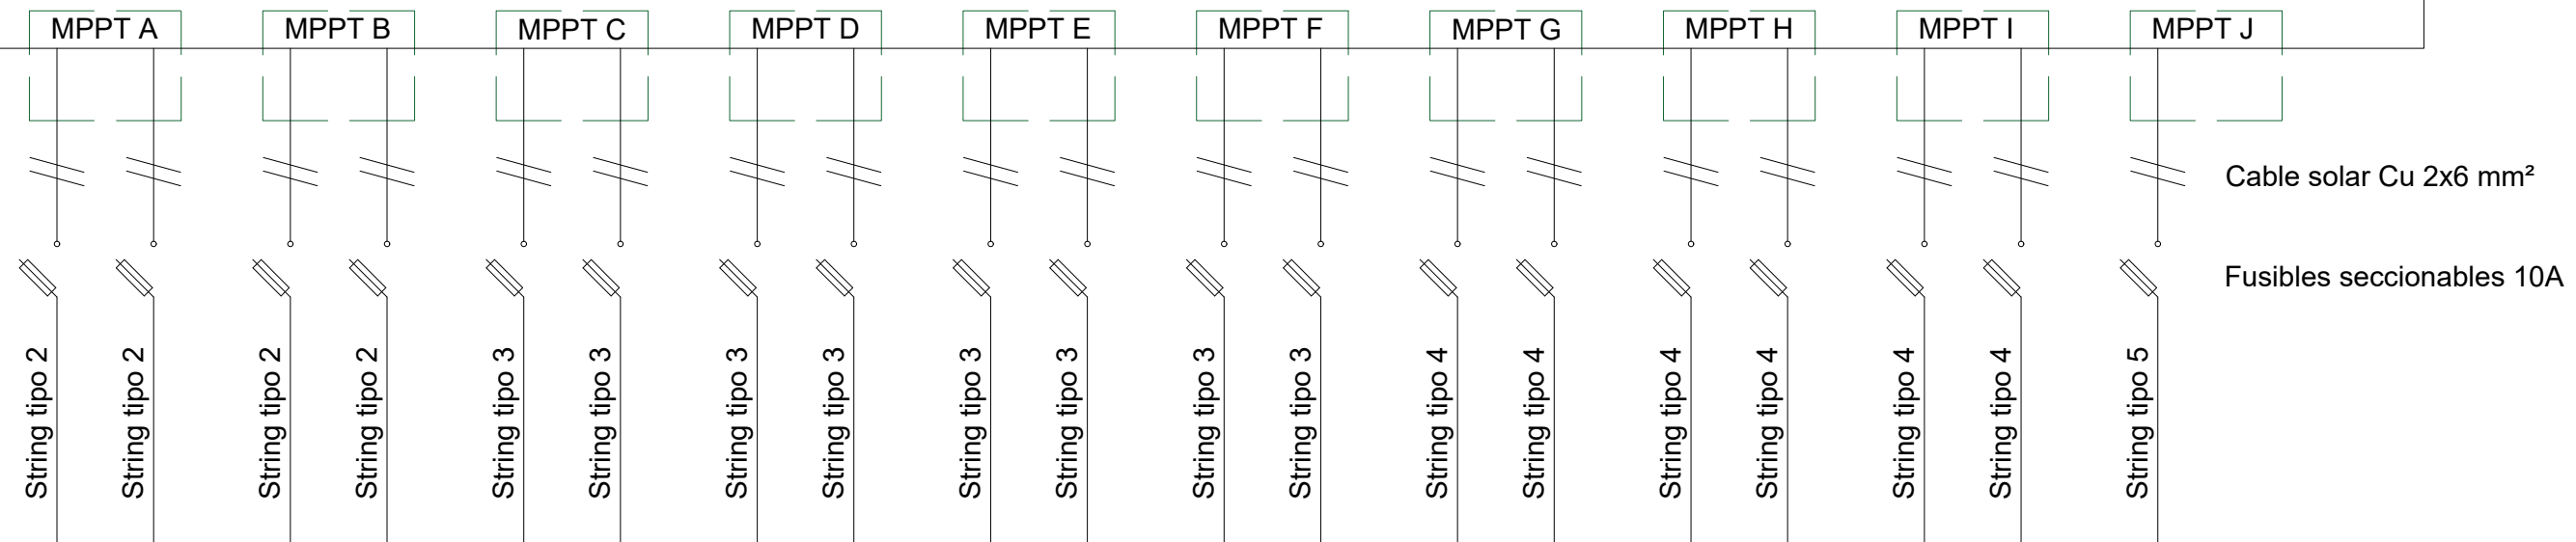 MPPT A
MPPT B
MPPT C
MPPT D
MPPT E
MPPT F
MPPT G
MPPT H
MPPT I
MPPT J
Cable solar Cu 2x6 mm²
Fusibles seccionables 10A
String tipo 2
String tipo 2
String tipo 2
String tipo 2
String tipo 3
String tipo 3
String tipo 3
String tipo 3
String tipo 3
String tipo 3
String tipo 3
String tipo 3
String tipo 4
String tipo 4
String tipo 4
String tipo 4
String tipo 4
String tipo 4
String tipo 5